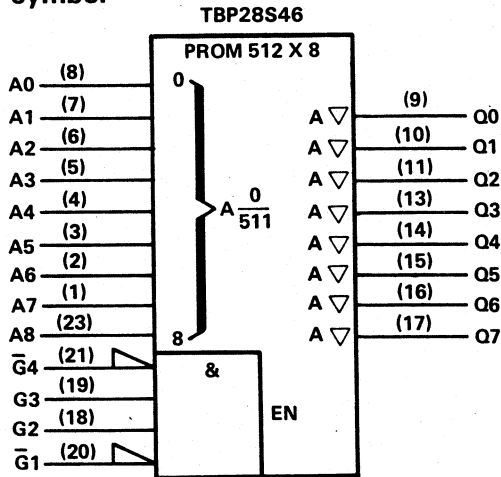 symbol
TBP28S46
PROM 512 X 8
A0 (8) 0
A1 (7)
A2 (6)
A3 (5)
A4 (4)
A5 (3)
A6 (2)
A7 (1)
A8 (23) 8
A 0/511
G̅4 (21)
G3 (19)
G2 (18)
G̅1 (20)
&
EN
A ▽ (9) Q0
A ▽ (10) Q1
A ▽ (11) Q2
A ▽ (13) Q3
A ▽ (14) Q4
A ▽ (15) Q5
A ▽ (16) Q6
A ▽ (17) Q7